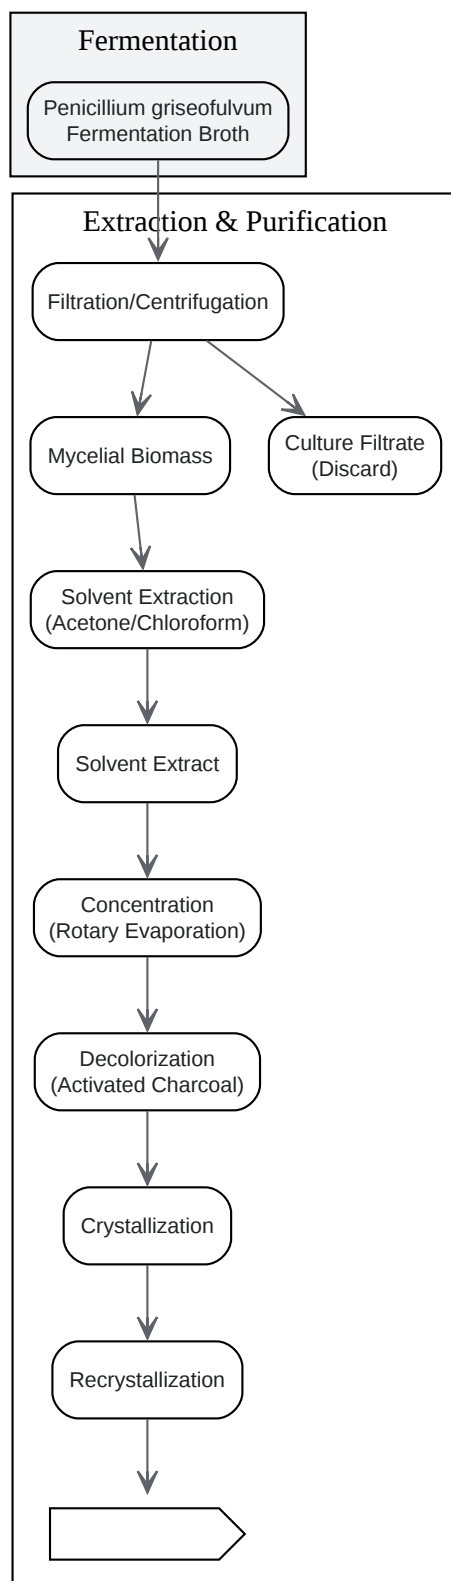 Fermentation
Penicillium griseofulvum
Fermentation Broth
Extraction & Purification
Filtration/Centrifugation
Mycelial Biomass
Culture Filtrate
(Discard)
Solvent Extraction
(Acetone/Chloroform)
Solvent Extract
Concentration
(Rotary Evaporation)
Decolorization
(Activated Charcoal)
Crystallization
Recrystallization